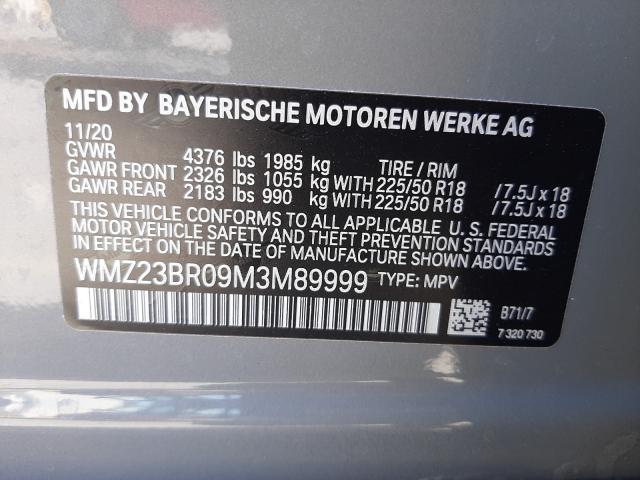 MFD BY BAYERISCHE MOTOREN WERKE AG
11/20
GVWR 4376 lbs 1985 kg TIRE / RIM
GAWR FRONT 2326 lbs 1055 kg WITH 225/50 R18 / 7.5J x 18
GAWR REAR 2183 lbs 990 kg WITH 225/50 R18 / 7.5J x 18
THIS VEHICLE CONFORMS TO ALL APPLICABLE U. S. FEDERAL
MOTOR VEHICLE SAFETY, BUMPER, AND THEFT PREVENTION STANDARDS
IN EFFECT ON THE DATE OF MANUFACTURE SHOWN ABOVE.
WMZ23BR09M3M89999 TYPE: MPV
B71/7
7 320 730